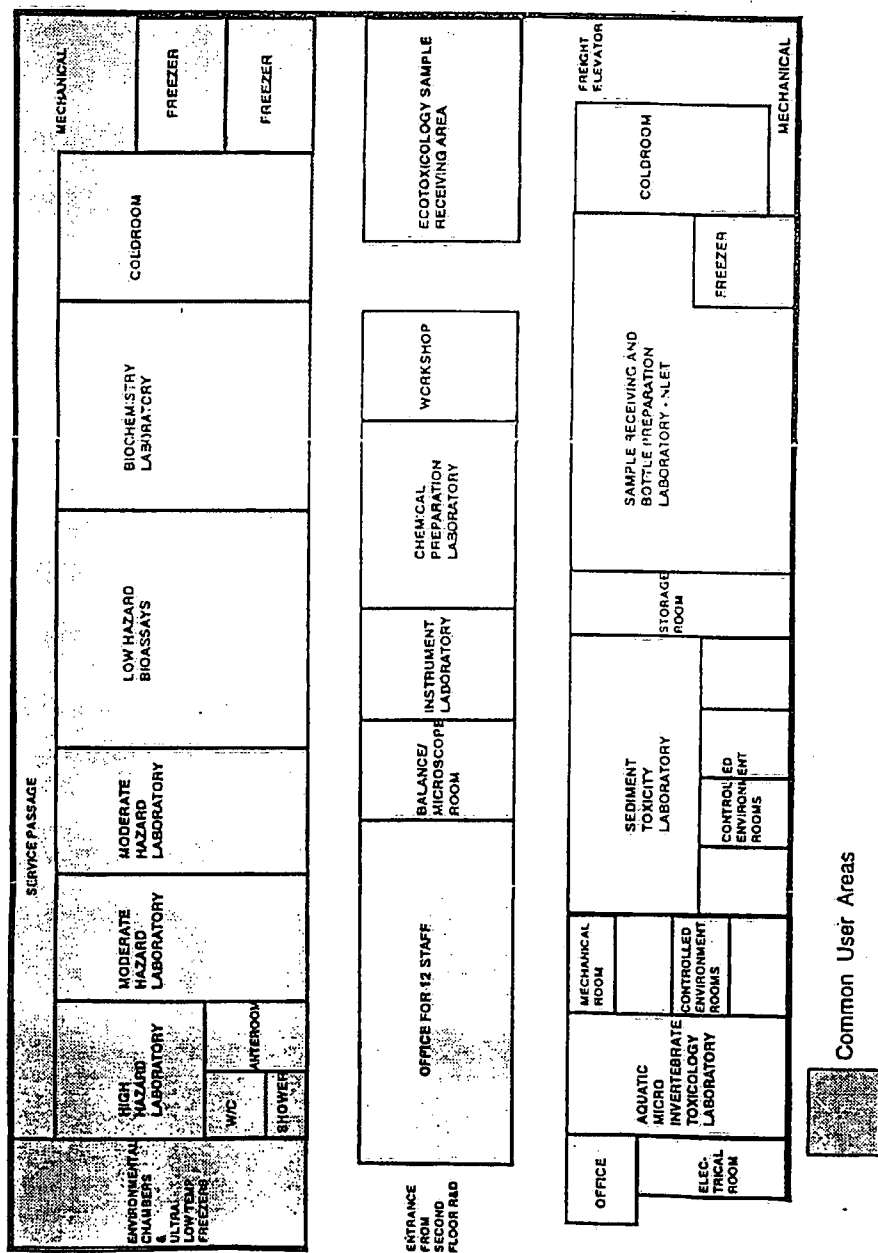 SERVICE PASSAGE
MECHANICAL
ENVIRONMENTAL
CHAMBERS
&
ULTRA
LOW TEMP
FREEZERS
HIGH
HAZARD
LABORATORY
W/C
SHOWER
ANTEROOM
MODERATE
HAZARD
LABORATORY
MODERATE
HAZARD
LABORATORY
LOW HAZARD
BIOASSAYS
BIOCHEMISTRY
LABORATORY
COLDROOM
FREEZER
FREEZER
ENTRANCE
FROM
SECOND
FLOOR R&D
OFFICE FOR 12 STAFF
BALANCE/
MICROSCOPE
ROOM
INSTRUMENT
LABORATORY
CHEMICAL
PREPARATION
LABORATORY
WORKSHOP
ECOTOXICOLOGY SAMPLE
RECEIVING AREA
OFFICE
ELEC-
TRICAL
ROOM
AQUATIC
MICRO
INVERTEBRATE
TOXICOLOGY
LABORATORY
MECHANICAL
ROOM
CONTROLLED
ENVIRONMENT
ROOMS
SEDIMENT
TOXICITY
LABORATORY
CONTROLLED
ENVIRONMENT
ROOMS
STORAGE
ROOM
SAMPLE RECEIVING AND
BOTTLE PREPARATION
LABORATORY - NLET
FREEZER
COLDROOM
FREIGHT
ELEVATOR
MECHANICAL
Common User Areas